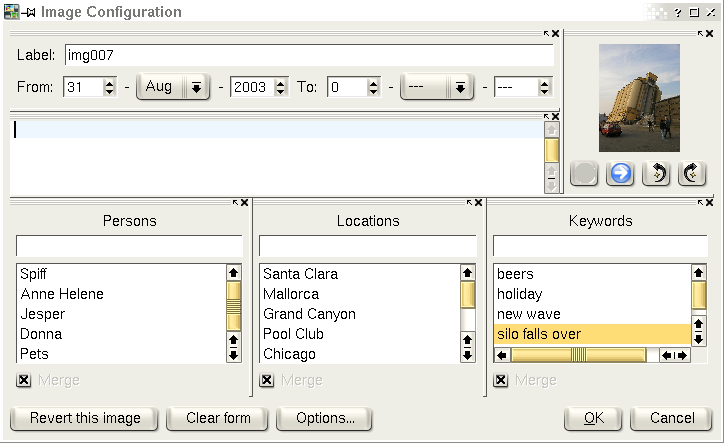 Image Configuration
Label: img007
From: 31 - Aug - 2003 To: 0 - --- - ---
Persons Locations Keywords
Spiff Santa Clara beers
Anne Helene Mallorca holiday
Jesper Grand Canyon new wave
Donna Pool Club silo falls over
Pets Chicago
Merge Merge Merge
Revert this image Clear form Options... OK Cancel